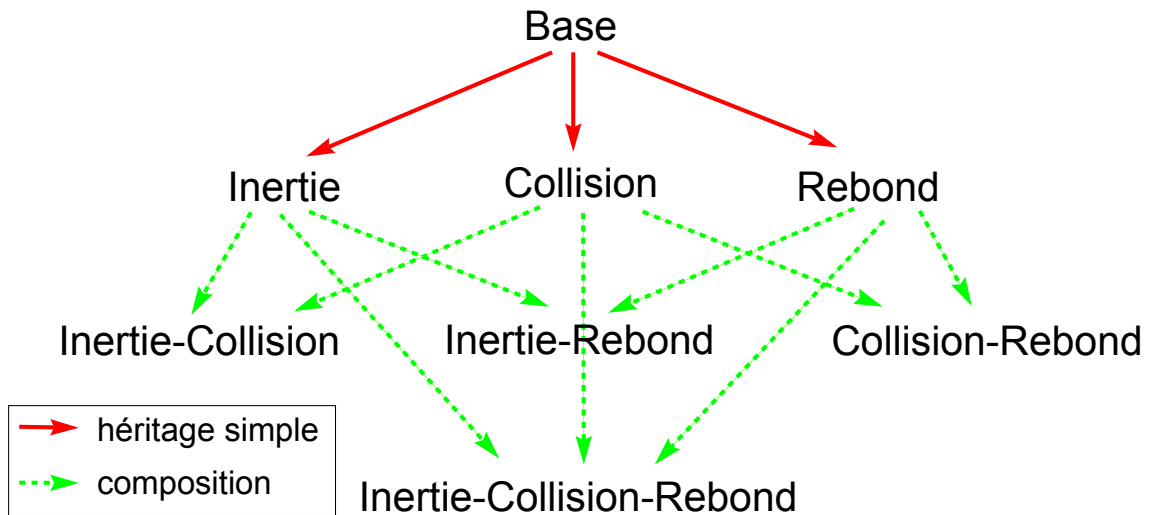 Base
Inertie
Collision
Rebond
Inertie-Collision
Inertie-Rebond
Collision-Rebond
héritage simple
composition
Inertie-Collision-Rebond